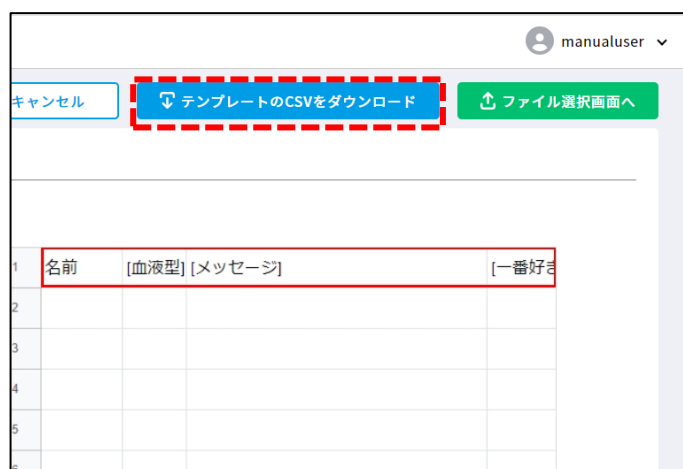 manualuser
キャンセル
テンプレートのCSVをダウンロード
ファイル選択画面へ
1 名前 [血液型] [メッセージ] [一番好き
2
3
4
5
6